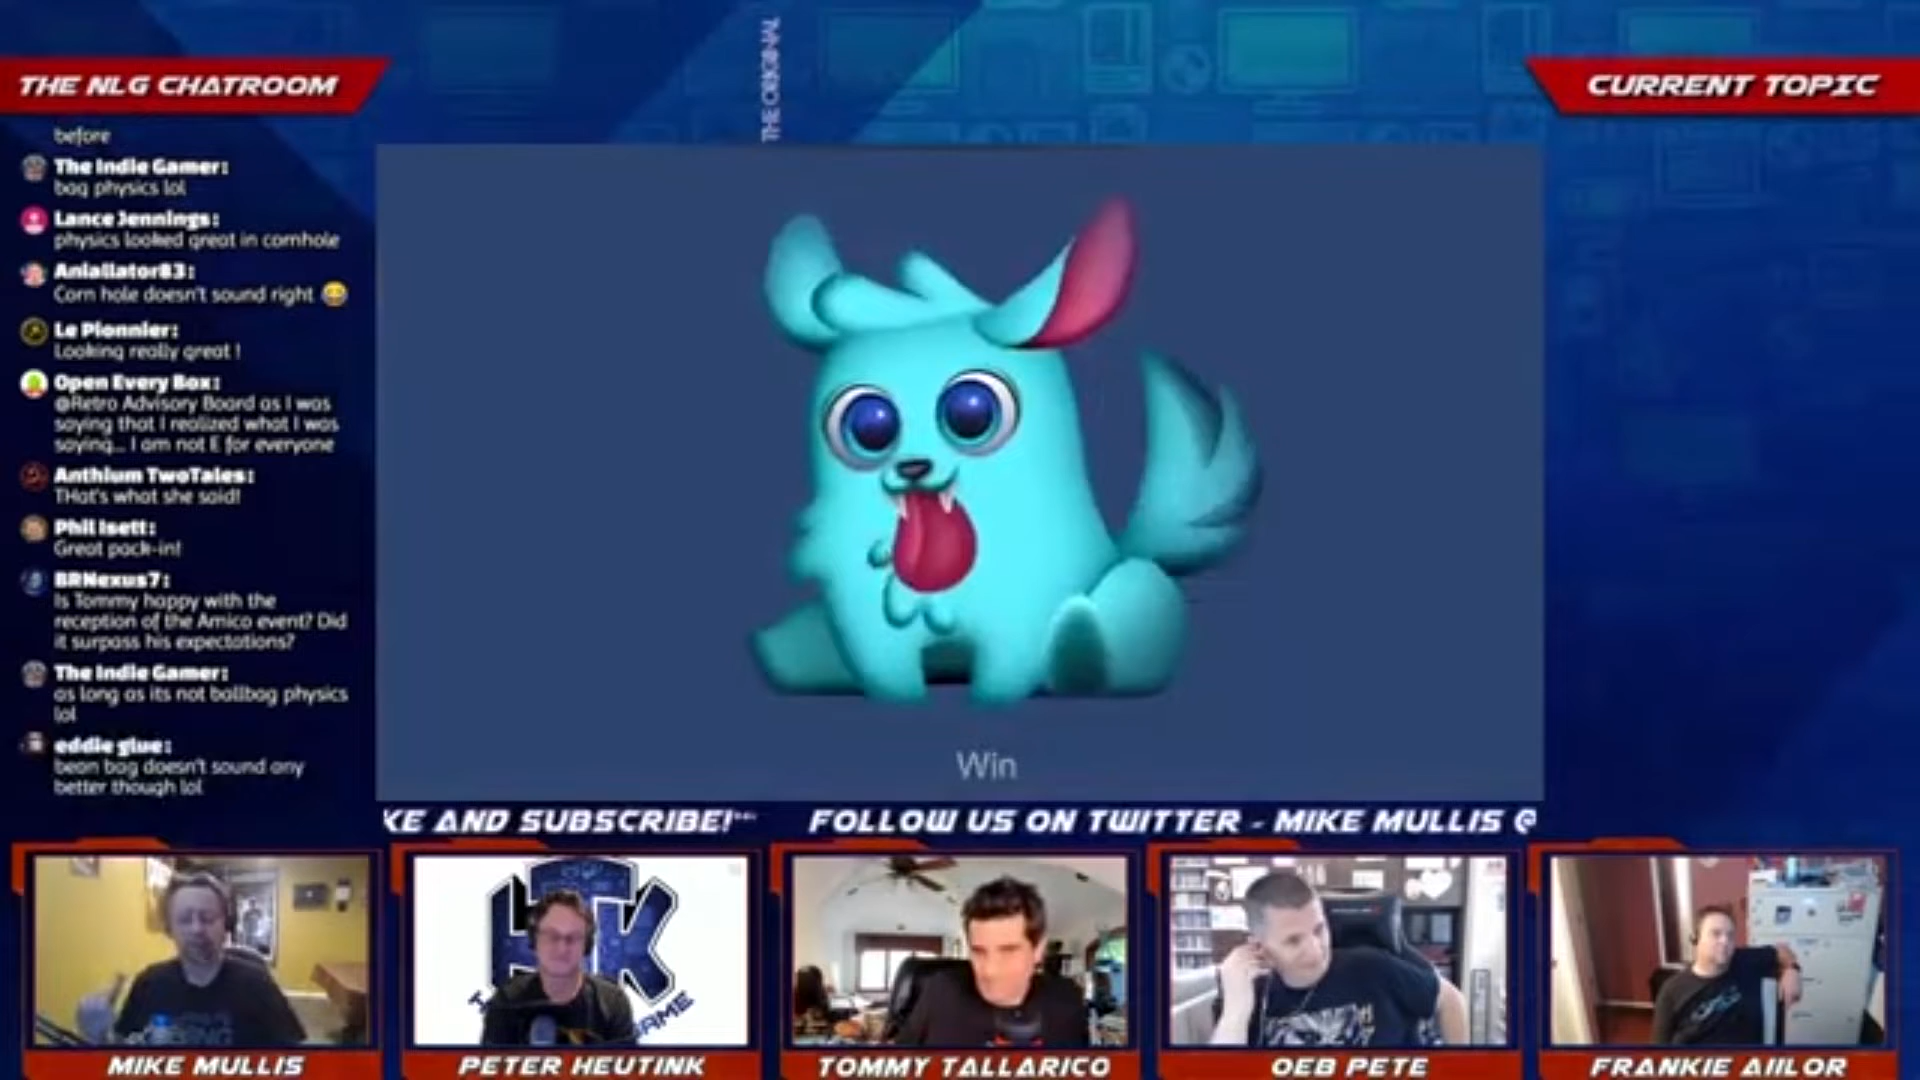 THE ORIGINAL
THE NLG CHATROOM
CURRENT TOPIC
before
The Indie Gamer:
bag physics lol
Lance Jennings:
physics looked great in cornhole
Aniallator83:
Corn hole doesn't sound right 😂
Le Pionnier:
Looking really great !
Open Every Box:
@Retro Advisory Board as I was
saying that I realized what I was
saying... I am not E for everyone
Anthium TwoTales:
THat's what she said!
Phil Isett:
Great pack-in!
BRNexus7:
Is Tommy happy with the
reception of the Amico event? Did
it surpass his expectations?
The Indie Gamer:
as long as its not ballbag physics
lol
eddie glue:
bean bag doesn't sound any
better though lol
Win
KE AND SUBSCRIBE! FOLLOW US ON TWITTER - MIKE MULLIS @
HTK
GAME
MIKE MULLIS
PETER HEUTINK
TOMMY TALLARICO
OEB PETE
FRANKIE AIILOR